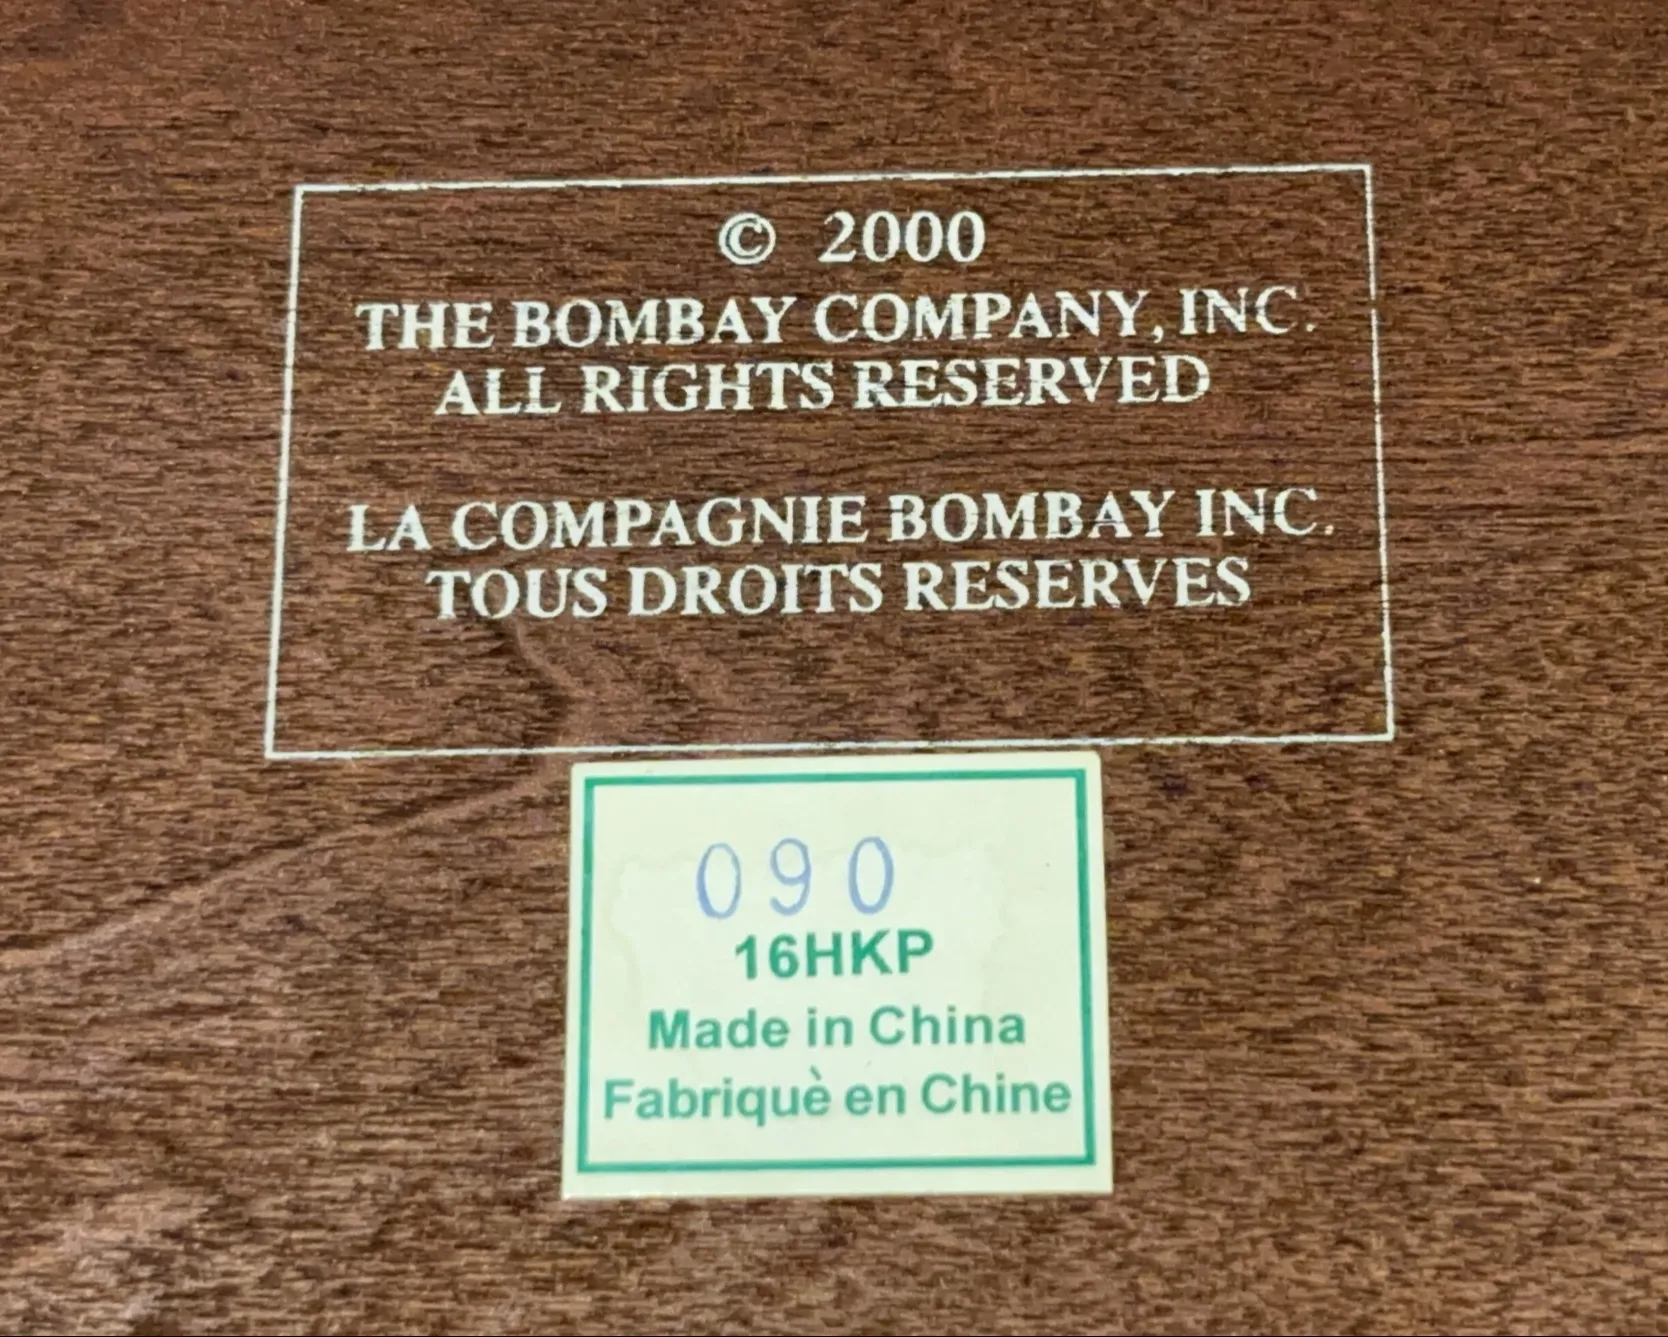 © 2000
THE BOMBAY COMPANY, INC.
ALL RIGHTS RESERVED
LA COMPAGNIE BOMBAY INC.
TOUS DROITS RESERVES
090
16HKP
Made in China
Fabriquè en Chine